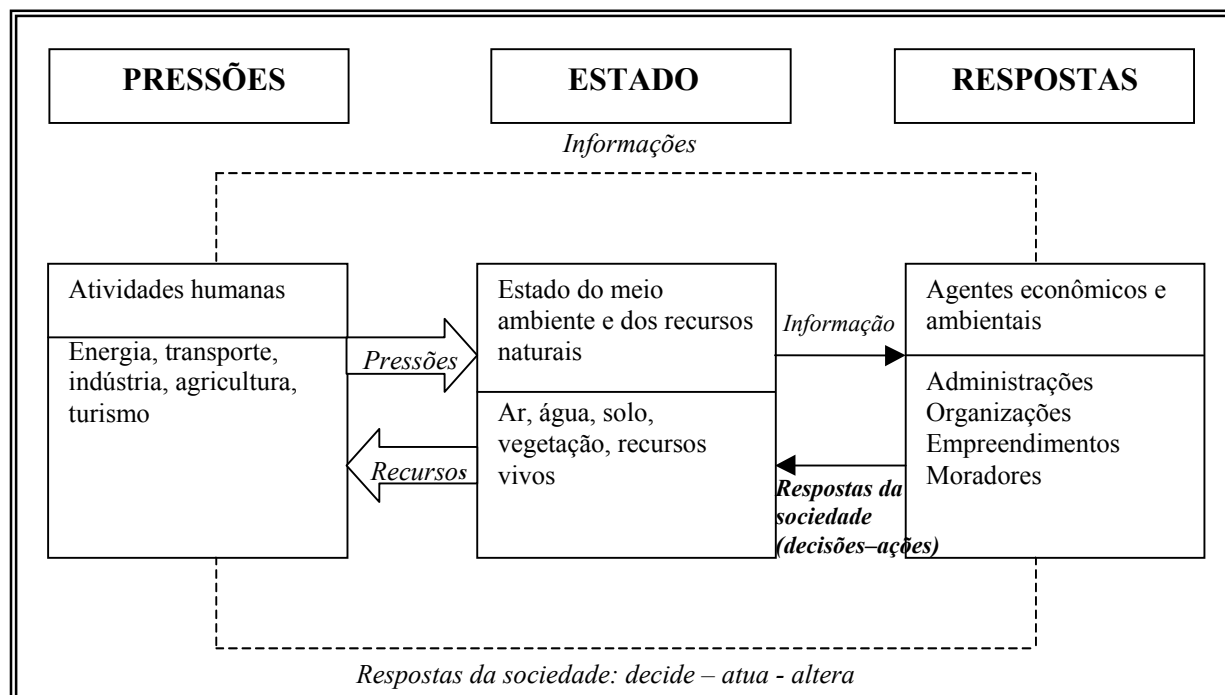 PRESSÕES
ESTADO
RESPOSTAS
Informações
Atividades humanas
Energia, transporte,
indústria, agricultura,
turismo
Pressões
Recursos
Estado do meio
ambiente e dos recursos
naturais
Ar, água, solo,
vegetação, recursos
vivos
Informação
Respostas da
sociedade
(decisões–ações)
Agentes econômicos e
ambientais
Administrações
Organizações
Empreendimentos
Moradores
Respostas da sociedade: decide – atua - altera